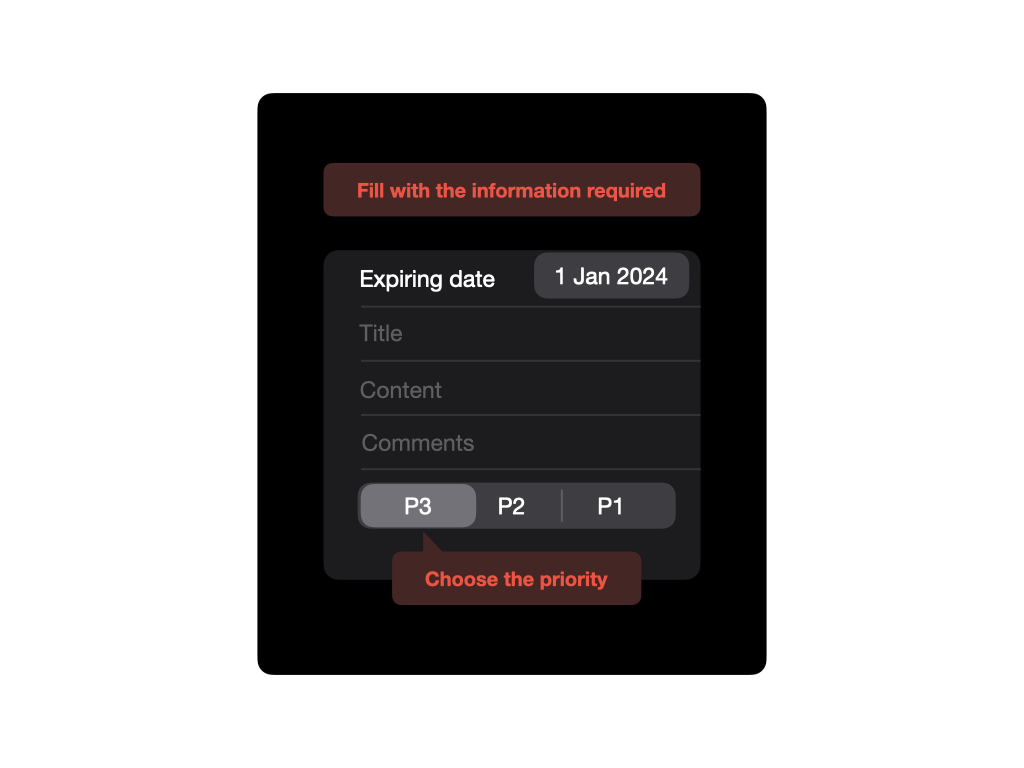 Fill with the information required
Expiring date 1 Jan 2024
Title
Content
Comments
P3 P2 P1
Choose the priority